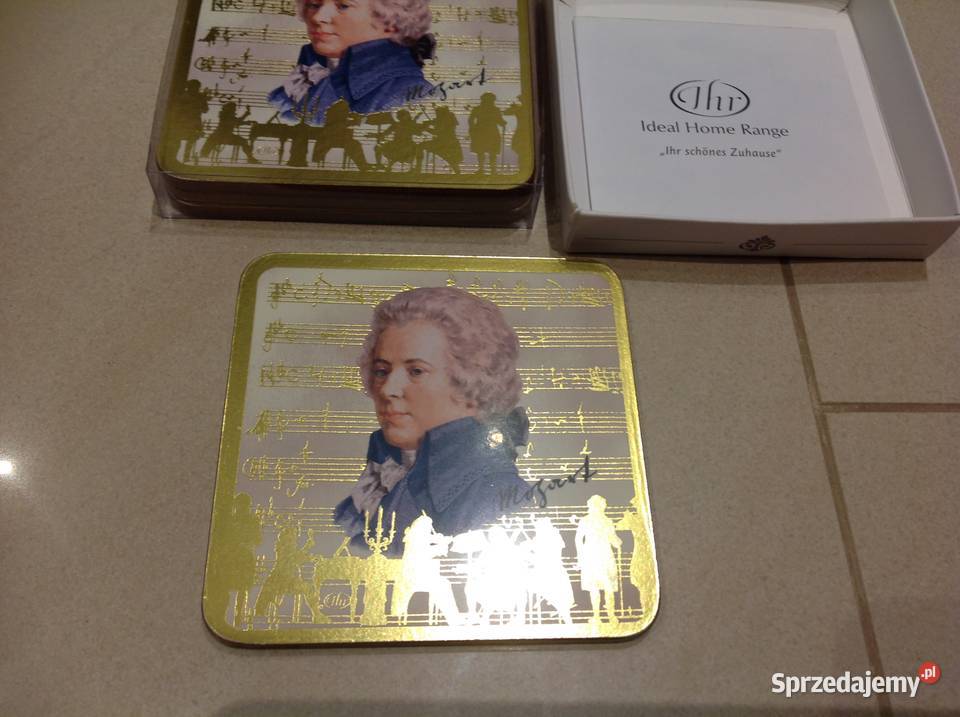 Mozart
Ihr
Ideal Home Range
„Ihr schönes Zuhause“
Mozart
Ihr
Sprzedajemy.pl